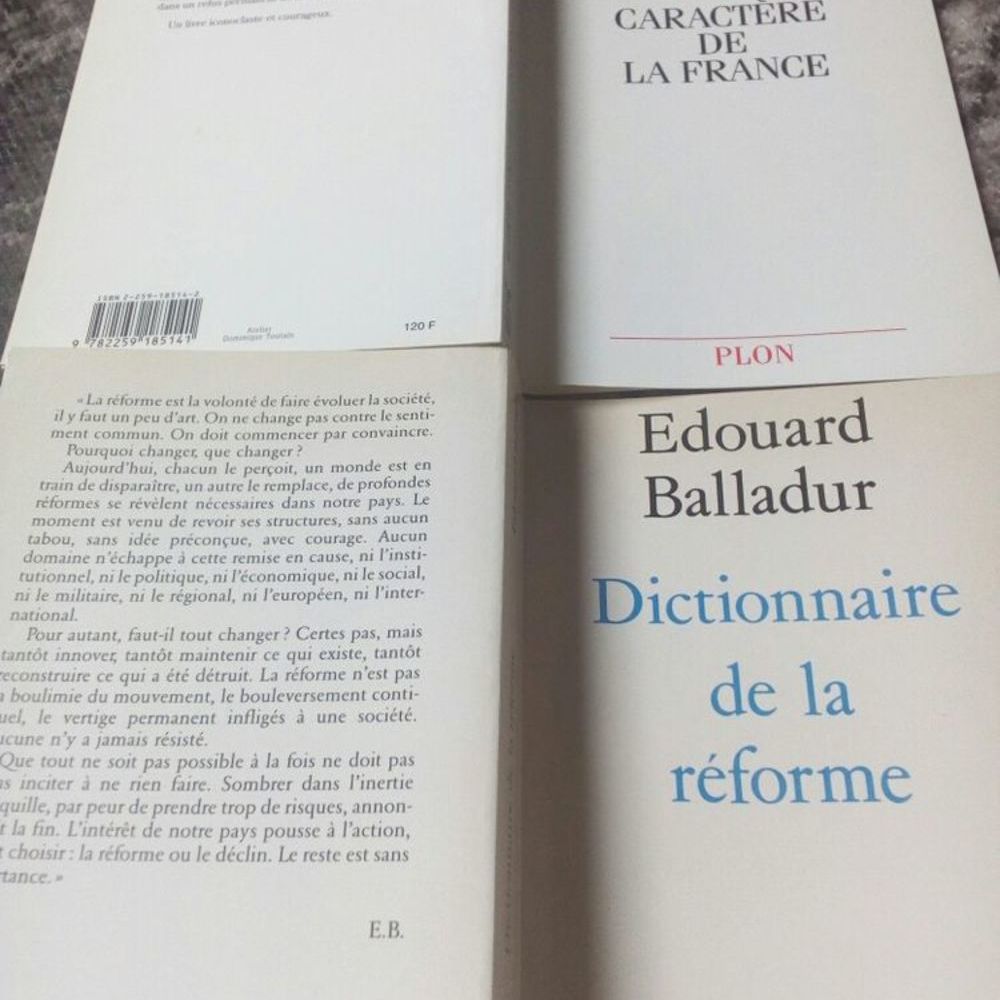 dans un refus
Un livre iconoclaste et courageux.
ISBN 2-259-18514-2
9 782259 185141
Atelier
Dominique Toutain
120 F
CARACTÈRE
DE
LA FRANCE
PLON
« La réforme est la volonté de faire évoluer la société,
il y faut un peu d'art. On ne change pas contre le senti-
ment commun. On doit commencer par convaincre.
Pourquoi changer, que changer ?
Aujourd'hui, chacun le perçoit, un monde est en
train de disparaître, un autre le remplace, de profondes
réformes se révèlent nécessaires dans notre pays. Le
moment est venu de revoir ses structures, sans aucun
tabou, sans idée préconçue, avec courage. Aucun
domaine n'échappe à cette remise en cause, ni l'insti-
tutionnel, ni le politique, ni l'économique, ni le social,
ni le militaire, ni le régional, ni l'européen, ni l'inter-
national.
Pour autant, faut-il tout changer ? Certes pas, mais
tantôt innover, tantôt maintenir ce qui existe, tantôt
reconstruire ce qui a été détruit. La réforme n'est pas
a boulimie du mouvement, le bouleversement conti-
uel, le vertige permanent infligés à une société.
ucune n'y a jamais résisté.
Que tout ne soit pas possible à la fois ne doit pas
s inciter à ne rien faire. Sombrer dans l'inertie
quille, par peur de prendre trop de risques, annon-
t la fin. L'intérêt de notre pays pousse à l'action,
t choisir : la réforme ou le déclin. Le reste est sans
tance. »
E.B.
Edouard
Balladur
Dictionnaire
de la
réforme